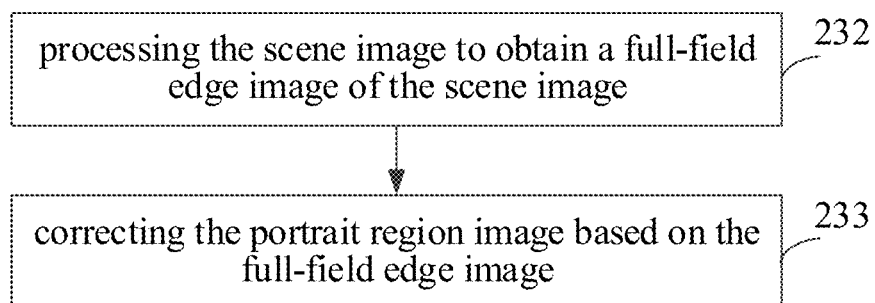 processing the scene image to obtain a full-field
edge image of the scene image
232
correcting the portrait region image based on the
full-field edge image
233